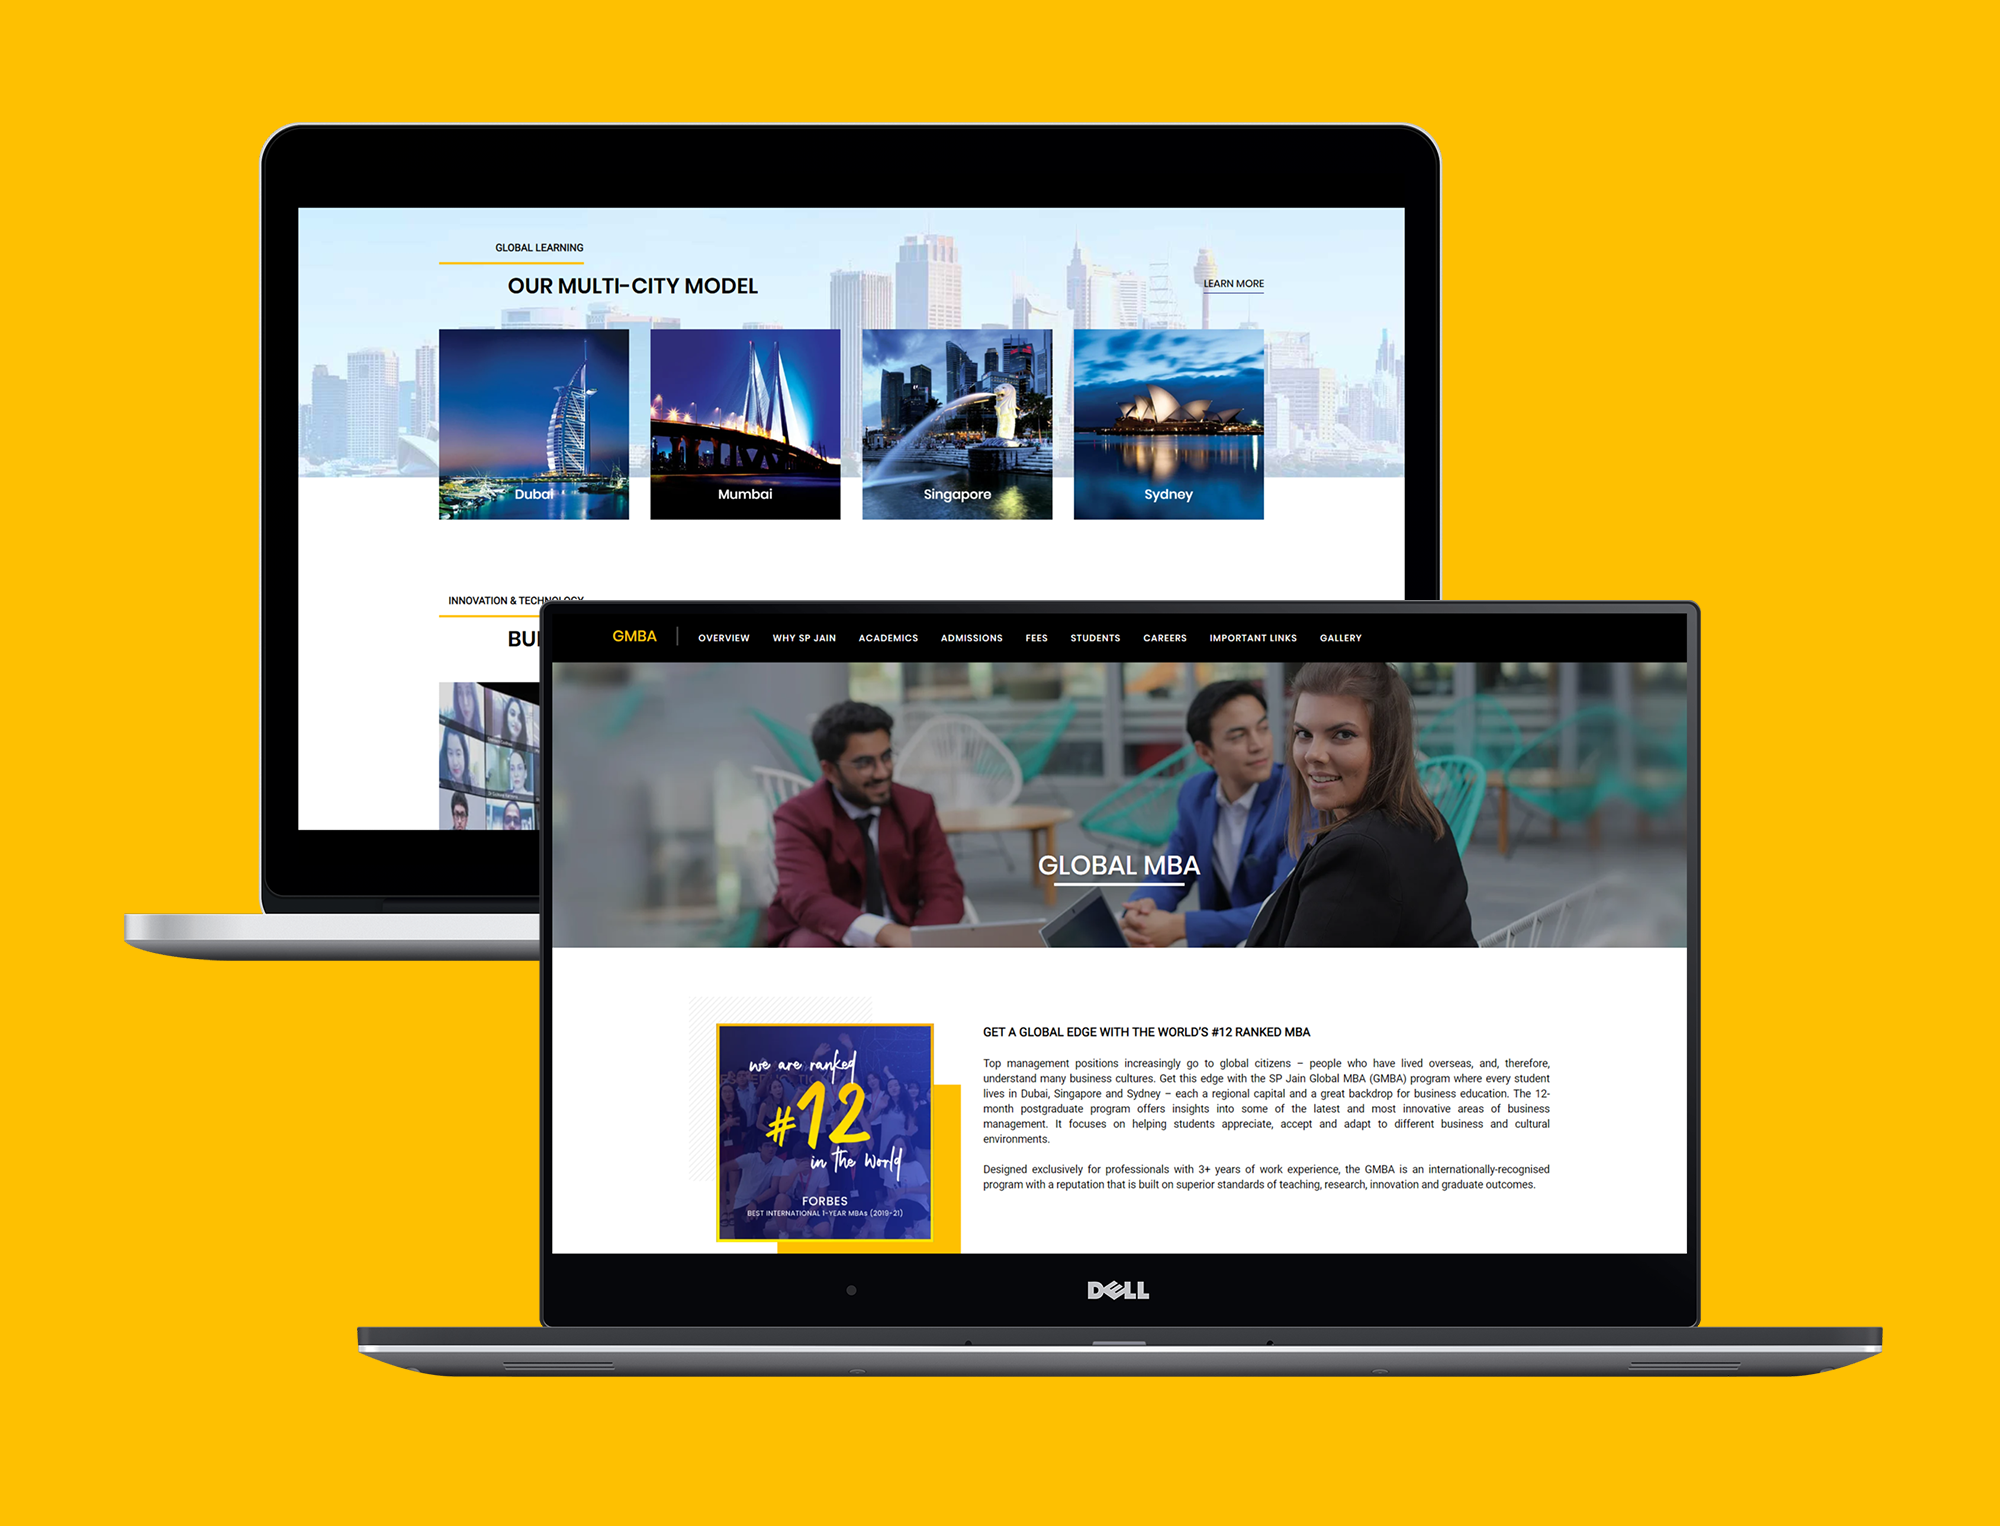 GLOBAL LEARNING
OUR MULTI-CITY MODEL
LEARN MORE
Dubai
Mumbai
Singapore
Sydney
INNOVATION & TECHNOLOGY
GMBA
OVERVIEW WHY SP JAIN ACADEMICS ADMISSIONS FEES STUDENTS CAREERS IMPORTANT LINKS GALLERY
GLOBAL MBA
we are ranked
#12
in the world
FORBES
BEST INTERNATIONAL 1-YEAR MBAs (2019-21)
GET A GLOBAL EDGE WITH THE WORLD'S #12 RANKED MBA
Top management positions increasingly go to global citizens – people who have lived overseas, and, therefore,
understand many business cultures. Get this edge with the SP Jain Global MBA (GMBA) program where every student
lives in Dubai, Singapore and Sydney – each a regional capital and a great backdrop for business education. The 12-
month postgraduate program offers insights into some of the latest and most innovative areas of business
management. It focuses on helping students appreciate, accept and adapt to different business and cultural
environments.
Designed exclusively for professionals with 3+ years of work experience, the GMBA is an internationally-recognised
program with a reputation that is built on superior standards of teaching, research, innovation and graduate outcomes.
DELL